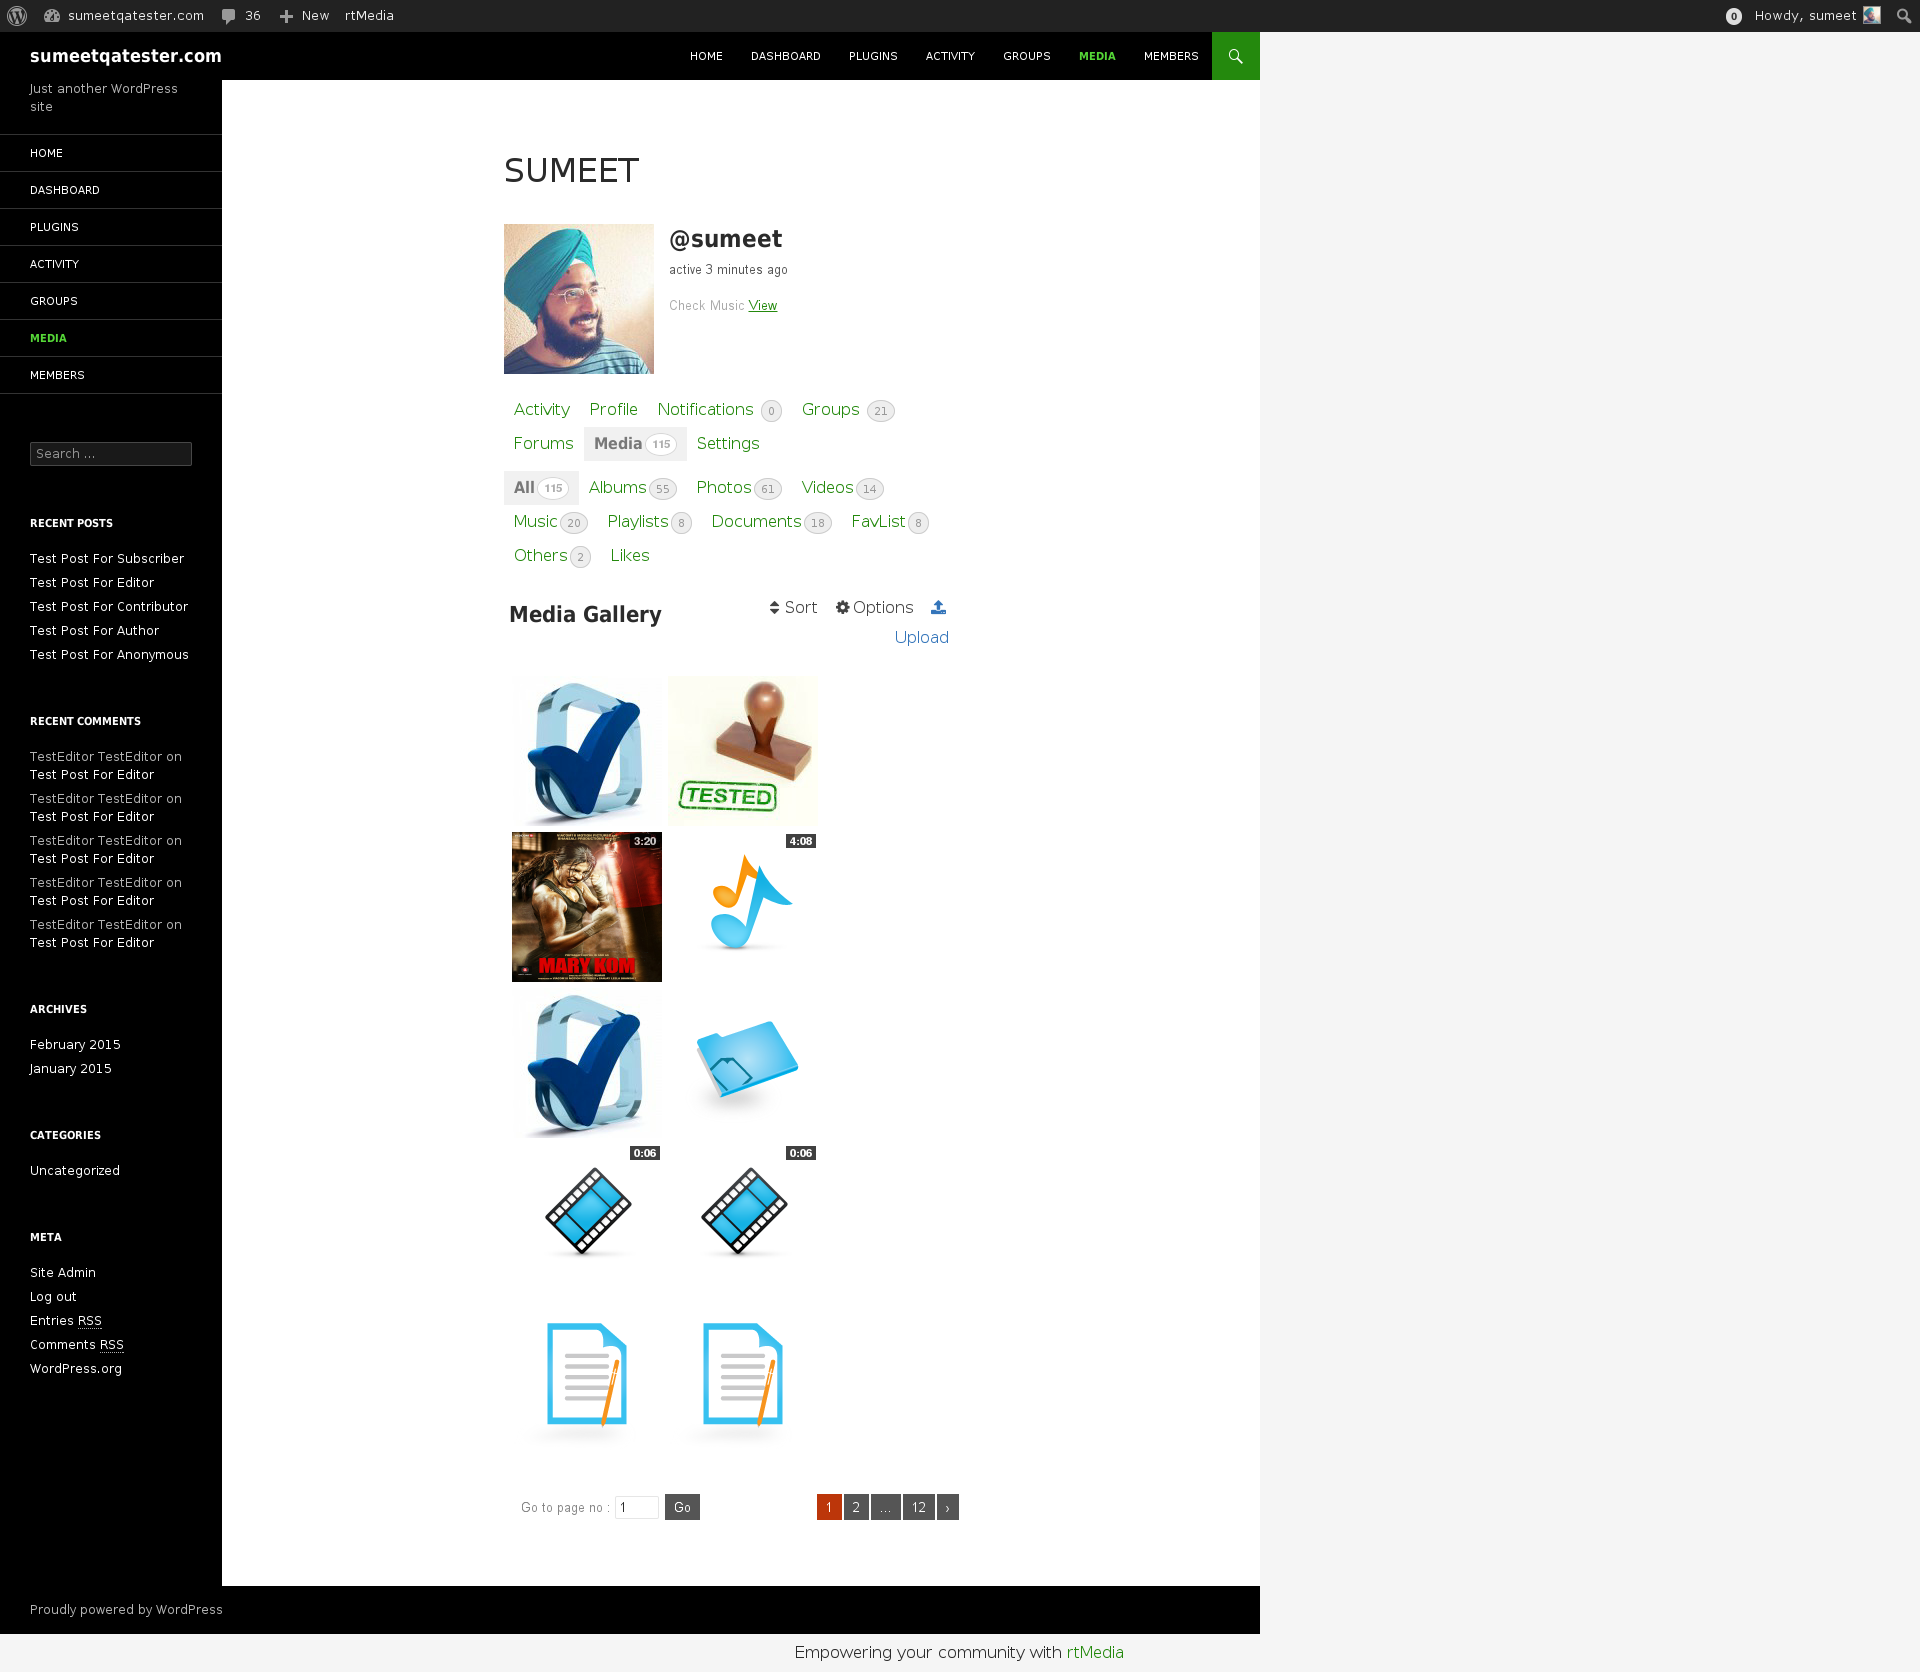 sumeetqatester.com 36 New rtMedia 0 Howdy, sumeet
sumeetqatester.com
HOME DASHBOARD PLUGINS ACTIVITY GROUPS MEDIA MEMBERS
Just another WordPress
site
HOME
DASHBOARD
PLUGINS
ACTIVITY
GROUPS
MEDIA
MEMBERS
Search ...
RECENT POSTS
Test Post For Subscriber
Test Post For Editor
Test Post For Contributor
Test Post For Author
Test Post For Anonymous
RECENT COMMENTS
TestEditor TestEditor on
Test Post For Editor
TestEditor TestEditor on
Test Post For Editor
TestEditor TestEditor on
Test Post For Editor
TestEditor TestEditor on
Test Post For Editor
TestEditor TestEditor on
Test Post For Editor
ARCHIVES
February 2015
January 2015
CATEGORIES
Uncategorized
META
Site Admin
Log out
Entries RSS
Comments RSS
WordPress.org
SUMEET
@sumeet
active 3 minutes ago
Check Music View
Activity Profile Notifications 0 Groups 21
Forums Media 115 Settings
All 115 Albums 55 Photos 61 Videos 14
Music 20 Playlists 8 Documents 18 FavList 8
Others 2 Likes
Media Gallery
Sort Options
Upload
TESTED
3:20
MARY KOM
4:08
0:06
0:06
Go to page no : 1 Go 1 2 ... 12 ›
Proudly powered by WordPress
Empowering your community with rtMedia